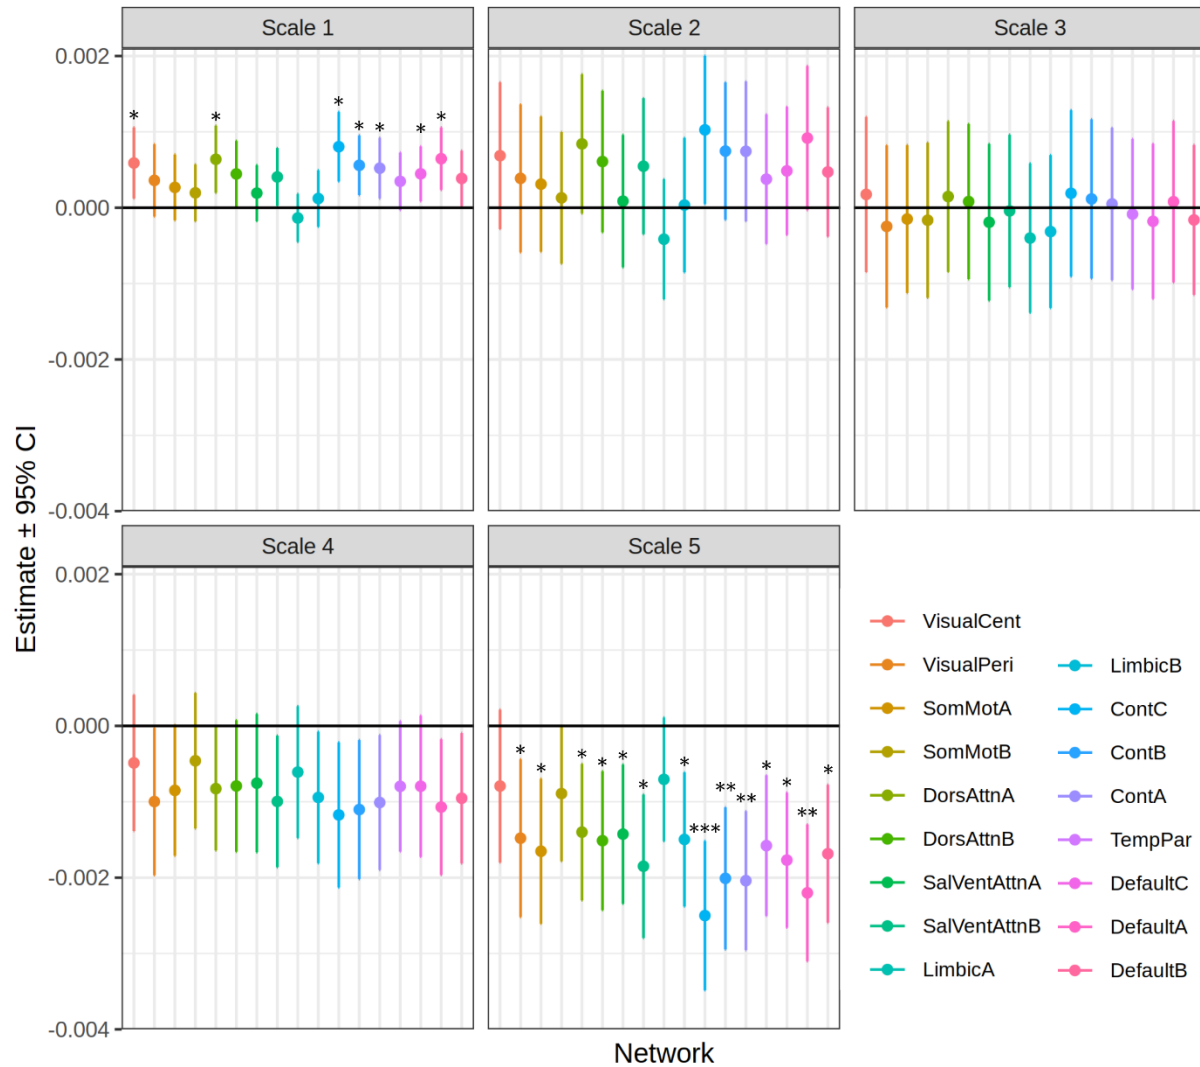 Scale 1
Scale 2
Scale 3
0.002
0.000
-0.002
-0.004
* * * * * * *
Estimate ± 95% CI
Scale 4
Scale 5
0.002
0.000
-0.002
-0.004
* * * * * * * *** ** ** * * ** *
Network
VisualCent
VisualPeri
SomMotA
SomMotB
DorsAttnA
DorsAttnB
SalVentAttnA
SalVentAttnB
LimbicA
LimbicB
ContC
ContB
ContA
TempPar
DefaultC
DefaultA
DefaultB